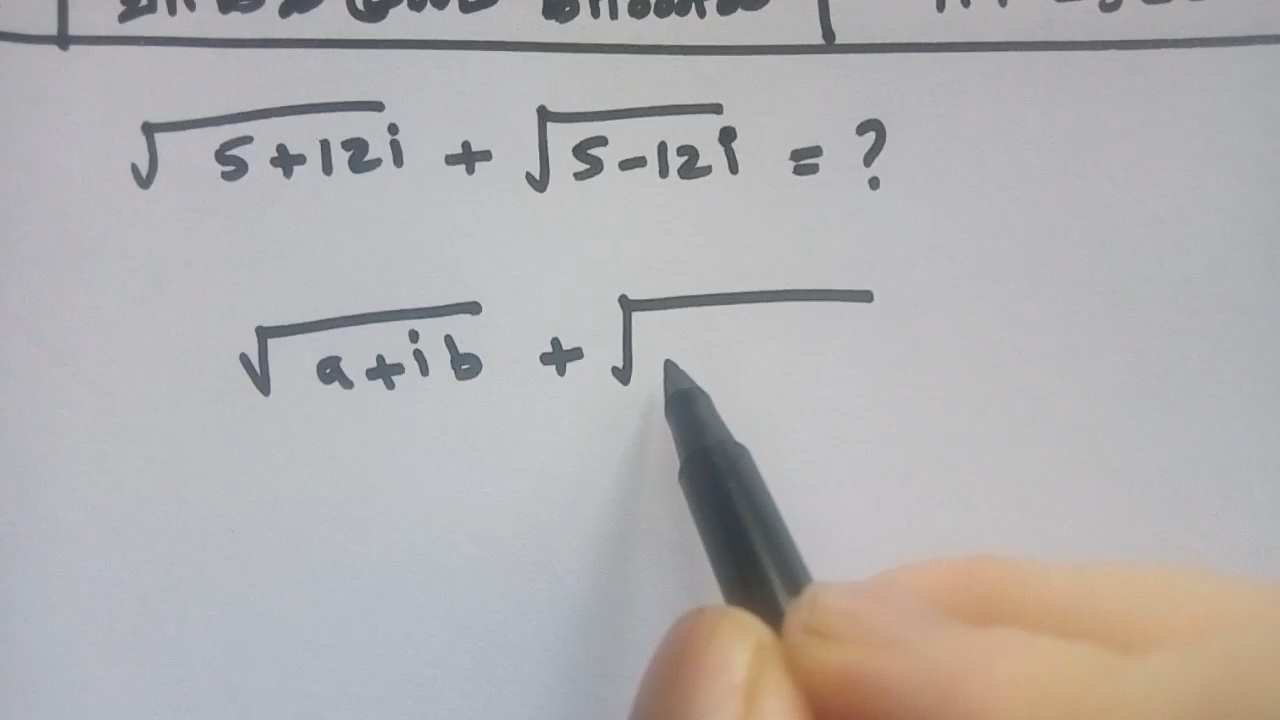 √5+12i + √5-12i = ?
√a+ib + √